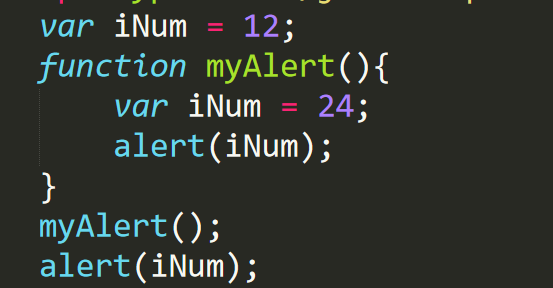 var iNum = 12;
function myAlert(){
    var iNum = 24;
    alert(iNum);
}
myAlert();
alert(iNum);